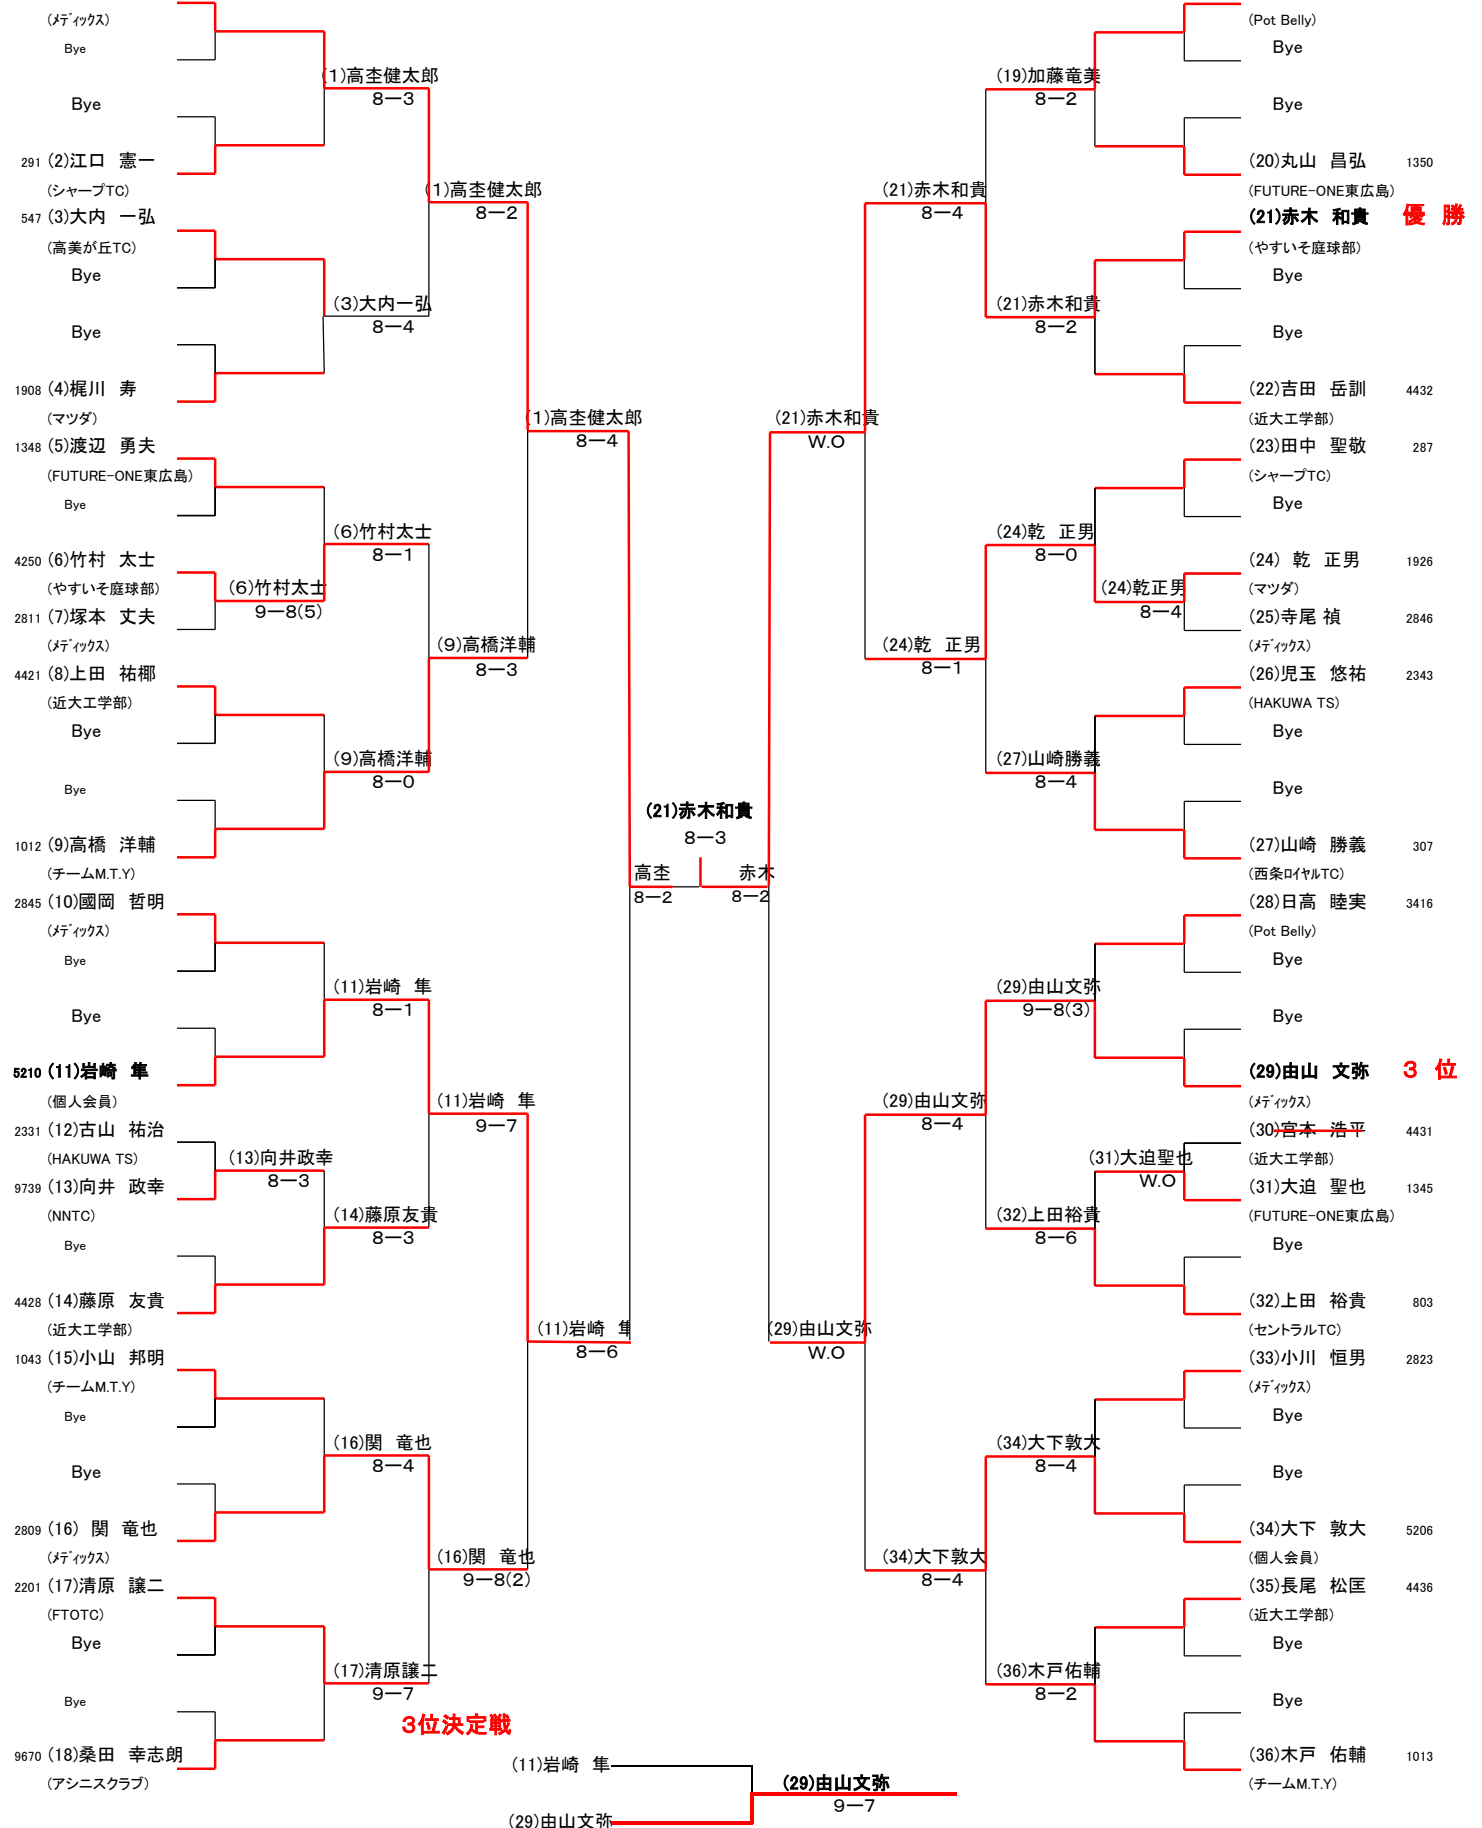 (メディックス)
Bye
Bye
291 (2)江口 憲一
(シャープTC)
547 (3)大内 一弘
(高美が丘TC)
Bye
Bye
1908 (4)梶川 寿
(マツダ)
1348 (5)渡辺 勇夫
(FUTURE-ONE東広島)
Bye
4250 (6)竹村 太士
(やすいそ庭球部)
2811 (7)塚本 丈夫
(メディックス)
4421 (8)上田 祐椰
(近大工学部)
Bye
Bye
1012 (9)高橋 洋輔
(チームM.T.Y)
2845 (10)國岡 哲明
(メディックス)
Bye
Bye
5210 (11)岩崎 隼
(個人会員)
2331 (12)古山 祐治
(HAKUWA TS)
9739 (13)向井 政幸
(NNTC)
Bye
4428 (14)藤原 友貴
(近大工学部)
1043 (15)小山 邦明
(チームM.T.Y)
Bye
Bye
2809 (16) 関 竜也
(メディックス)
2201 (17)清原 譲二
(FTOTC)
Bye
Bye
9670 (18)桑田 幸志朗
(アシニスクラブ)
(6)竹村太士
9-8(5)
(13)向井政幸
8-3
(1)高杢健太郎
8-3
(3)大内一弘
8-4
(6)竹村太士
8-1
(9)高橋洋輔
8-0
(11)岩崎 隼
8-1
(14)藤原友貴
8-3
(16)関 竜也
8-4
(17)清原譲二
9-7
(1)高杢健太郎
8-2
(9)高橋洋輔
8-3
(11)岩崎 隼
9-7
(16)関 竜也
9-8(2)
(1)高杢健太郎
8-4
(11)岩崎 隼
8-6
高杢
8-2
(21)赤木和貴
8-3
赤木
8-2
(21)赤木和貴
W.O
(29)由山文弥
W.O
(21)赤木和貴
8-4
(24)乾 正男
8-1
(29)由山文弥
8-4
(34)大下敦大
8-4
(19)加藤竜美
8-2
(21)赤木和貴
8-2
(24)乾 正男
8-0
(27)山崎勝義
8-4
(29)由山文弥
9-8(3)
(32)上田裕貴
8-6
(34)大下敦大
8-4
(36)木戸佑輔
8-2
(24)乾正男
8-4
(31)大迫聖也
W.O
(Pot Belly)
Bye
Bye
(20)丸山 昌弘 1350
(FUTURE-ONE東広島)
(21)赤木 和貴 優 勝
(やすいそ庭球部)
Bye
Bye
(22)吉田 岳訓 4432
(近大工学部)
(23)田中 聖敬 287
(シャープTC)
Bye
(24) 乾 正男 1926
(マツダ)
(25)寺尾 禎 2846
(メディックス)
(26)児玉 悠祐 2343
(HAKUWA TS)
Bye
Bye
(27)山崎 勝義 307
(西条ロイヤルTC)
(28)日高 睦実 3416
(Pot Belly)
Bye
Bye
(29)由山 文弥 3 位
(メディックス)
(30)宮本 浩平 4431
(近大工学部)
(31)大迫 聖也 1345
(FUTURE-ONE東広島)
Bye
(32)上田 裕貴 803
(セントラルTC)
(33)小川 恒男 2823
(メディックス)
Bye
Bye
(34)大下 敦大 5206
(個人会員)
(35)長尾 松匡 4436
(近大工学部)
Bye
Bye
(36)木戸 佑輔 1013
(チームM.T.Y)
3位決定戦
(11)岩崎 隼
(29)由山文弥
9-7
(29)由山文弥